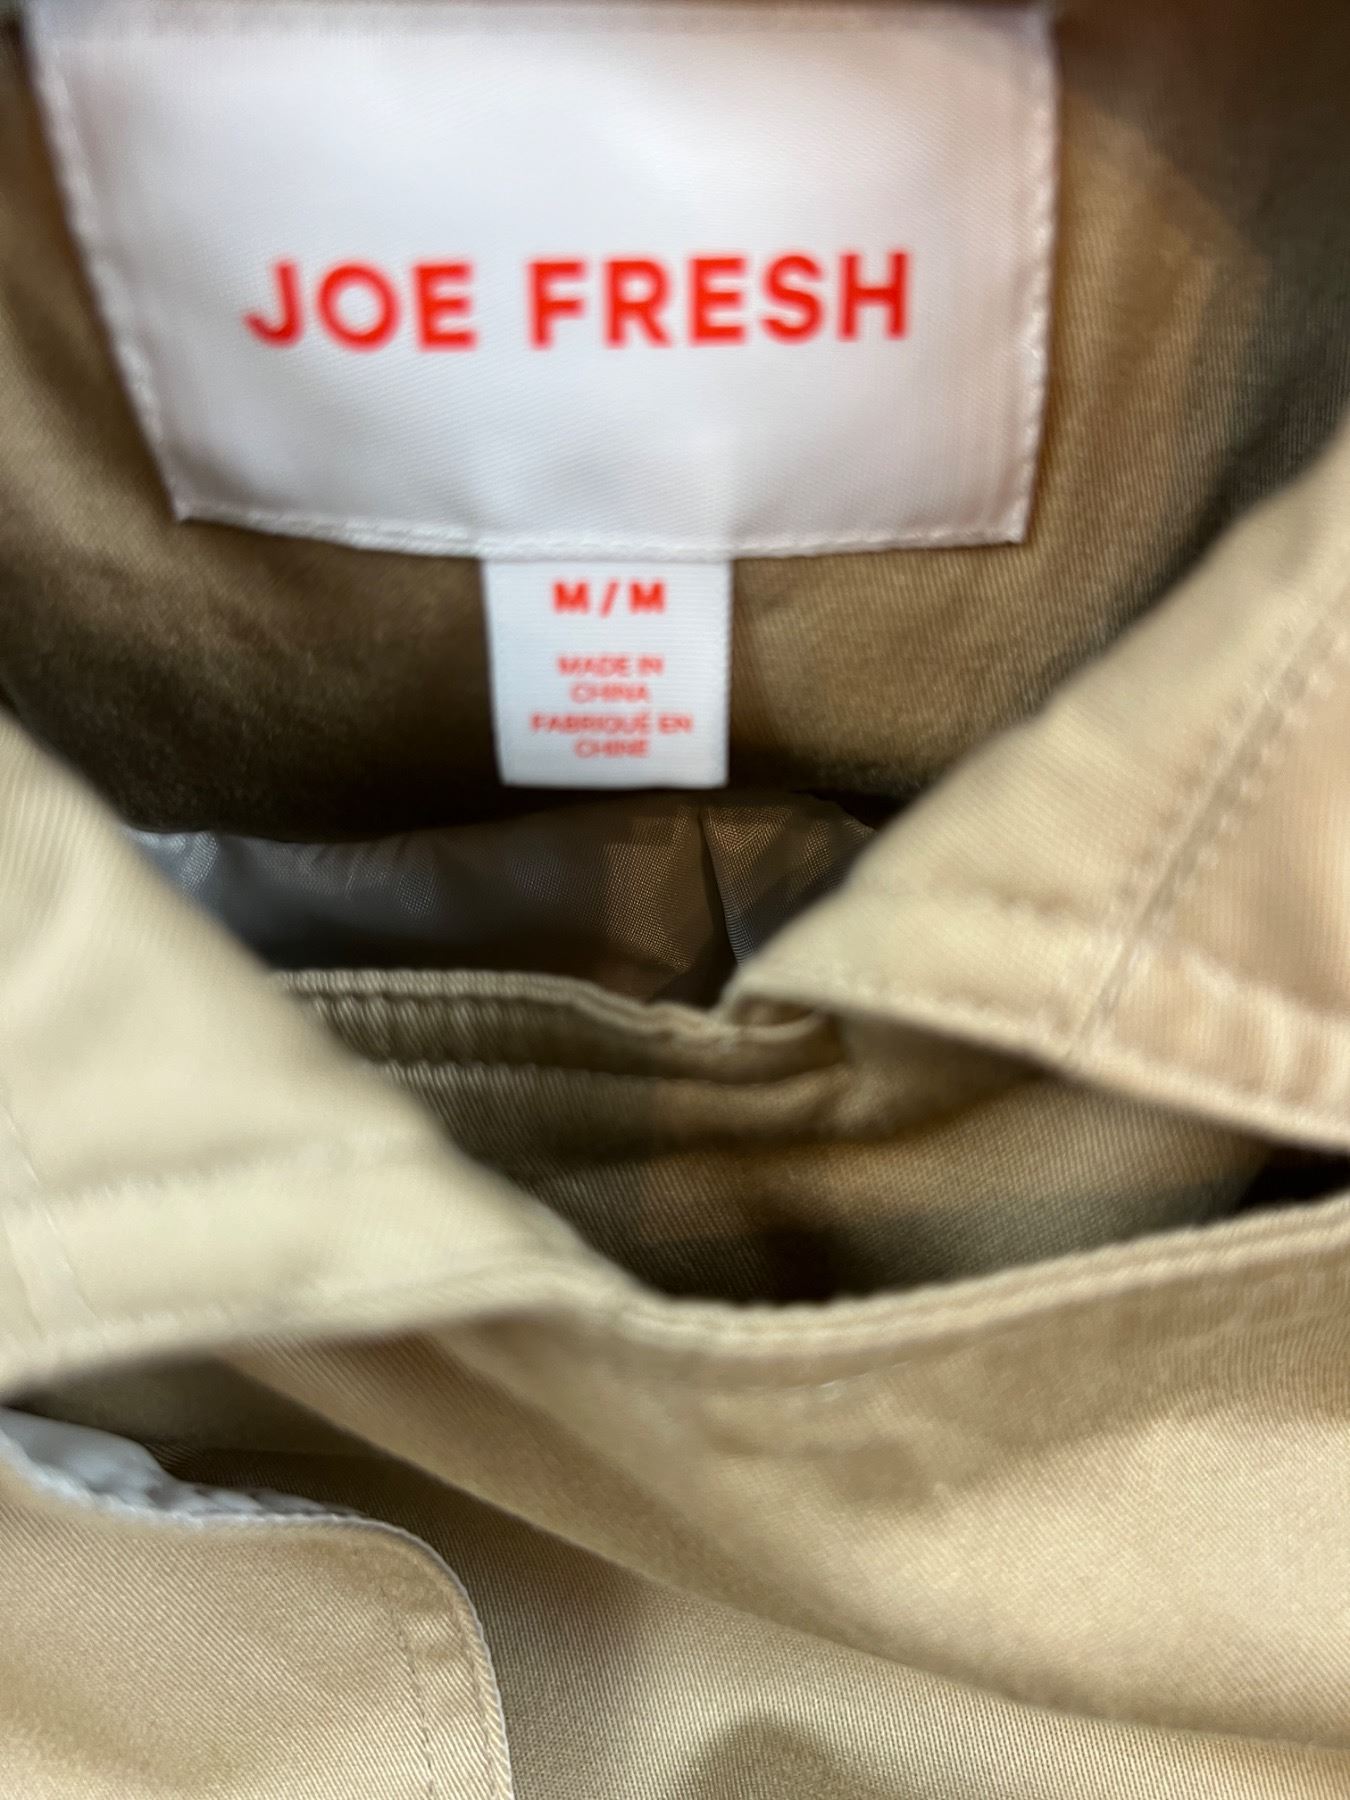 JOE FRESH
M / M
MADE IN
CHINA
FABRIQUÉ EN
CHINE